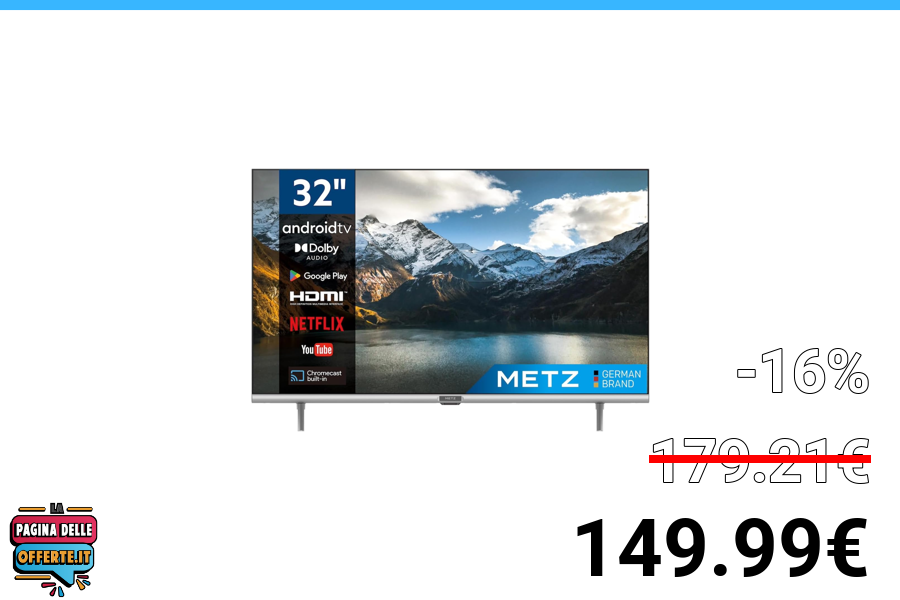 32"
androidtv
Dolby
AUDIO
Google Play
HDMI
NETFLIX
YouTube
Chromecast
built-in
METZ
GERMAN
BRAND
METZ
-16%
179.21€
149.99€
LA
PAGINA DELLE
OFFERTE.IT